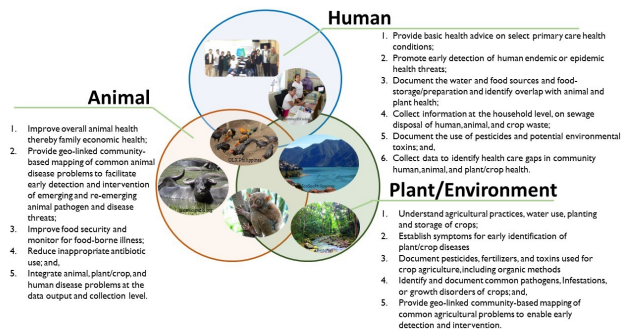 Human
1. Provide basic health advice on select primary care health
conditions;
2. Promote early detection of human endemic or epidemic
health threats;
3. Document the water and food sources and food-
storage/preparation and identify overlap with animal and
plant health;
4. Collect information at the household level, on sewage
disposal of human, animal, and crop waste;
5. Document the use of pesticides and potential environmental
toxins; and,
6. Collect data to identify health care gaps in community
human, animal, and plant/crop health.
Animal
1. Improve overall animal health
thereby family economic health;
2. Provide geo-linked community-
based mapping of common animal
disease problems to facilitate
early detection and intervention
of emerging and re-emerging
animal pathogen and disease
threats;
3. Improve food security and
monitor for food-borne illness;
4. Reduce inappropriate antibiotic
use; and,
5. Integrate animal, plant/crop, and
human disease problems at the
data output and collection level.
Plant/Environment
1. Understand agricultural practices, water use, planting
and storage of crops;
2. Establish symptoms for early identification of
plant/crop diseases
3. Document pesticides, fertilizers, and toxins used for
crop agriculture, including organic methods
4. Identify and document common pathogens, Infestations,
or growth disorders of crops; and,
5. Provide geo-linked community-based mapping of
common agricultural problems to enable early
detection and intervention.